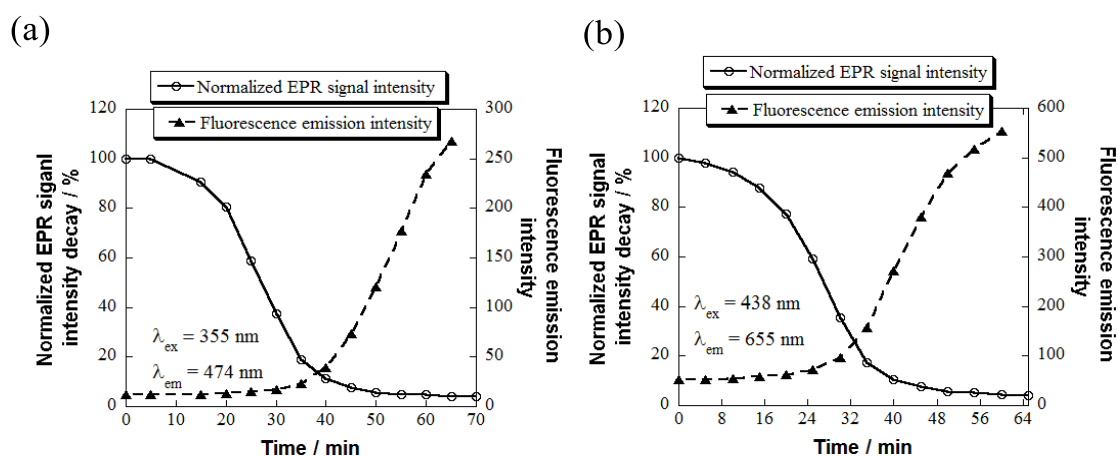 (a)
Normalized EPR signal intensity
Fluorescence emission intensity
120
100
80
60
40
20
0
300
250
200
150
100
50
0
0
10
20
30
40
50
60
70
Normalized EPR siganl
intensity decay / %
Fluorescence emission
intensity
λex = 355 nm
λem = 474 nm
Time / min
(b)
Normalized EPR signal intensity
Fluorescence emission intensity
120
100
80
60
40
20
0
600
500
400
300
200
100
0
0
8
16
24
32
40
48
56
64
Normalized EPR signal
intensity decay / %
Fluorescence emission
intensity
λex = 438 nm
λem = 655 nm
Time / min